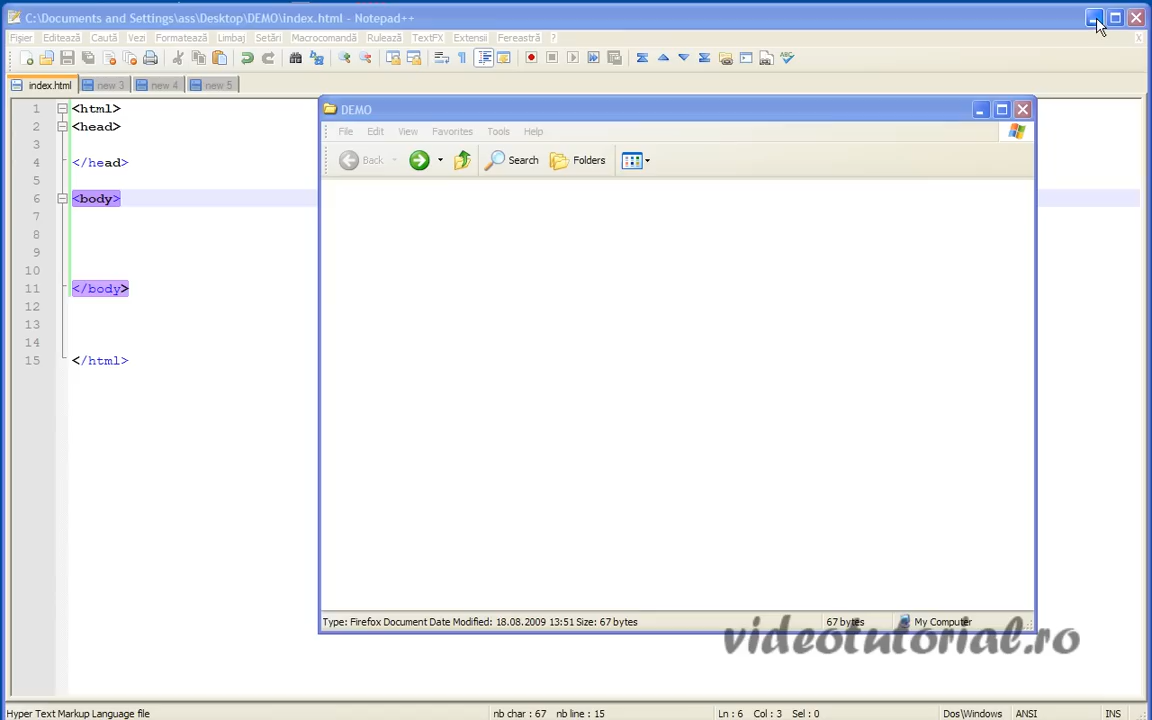 C:\Documents and Settings\ass\Desktop\DEMO\index.html - Notepad++
Fişier Editează Caută Vezi Formatează Limbaj Setări Macrocomandă Rulează TextFX Extensii Fereastră ? X
index.html new 3 new 4 new 5
1 <html>
2 <head>
3
4 </head>
5
6 <body>
7
8
9
10
11 </body>
12
13
14
15 </html>
DEMO
File Edit View Favorites Tools Help
Back Search Folders
Type: Firefox Document Date Modified: 18.08.2009 13:51 Size: 67 bytes 67 bytes My Computer
videotutorial.ro
Hyper Text Markup Language file nb char : 67 nb line : 15 Ln : 6 Col : 3 Sel : 0 Dos\Windows ANSI INS